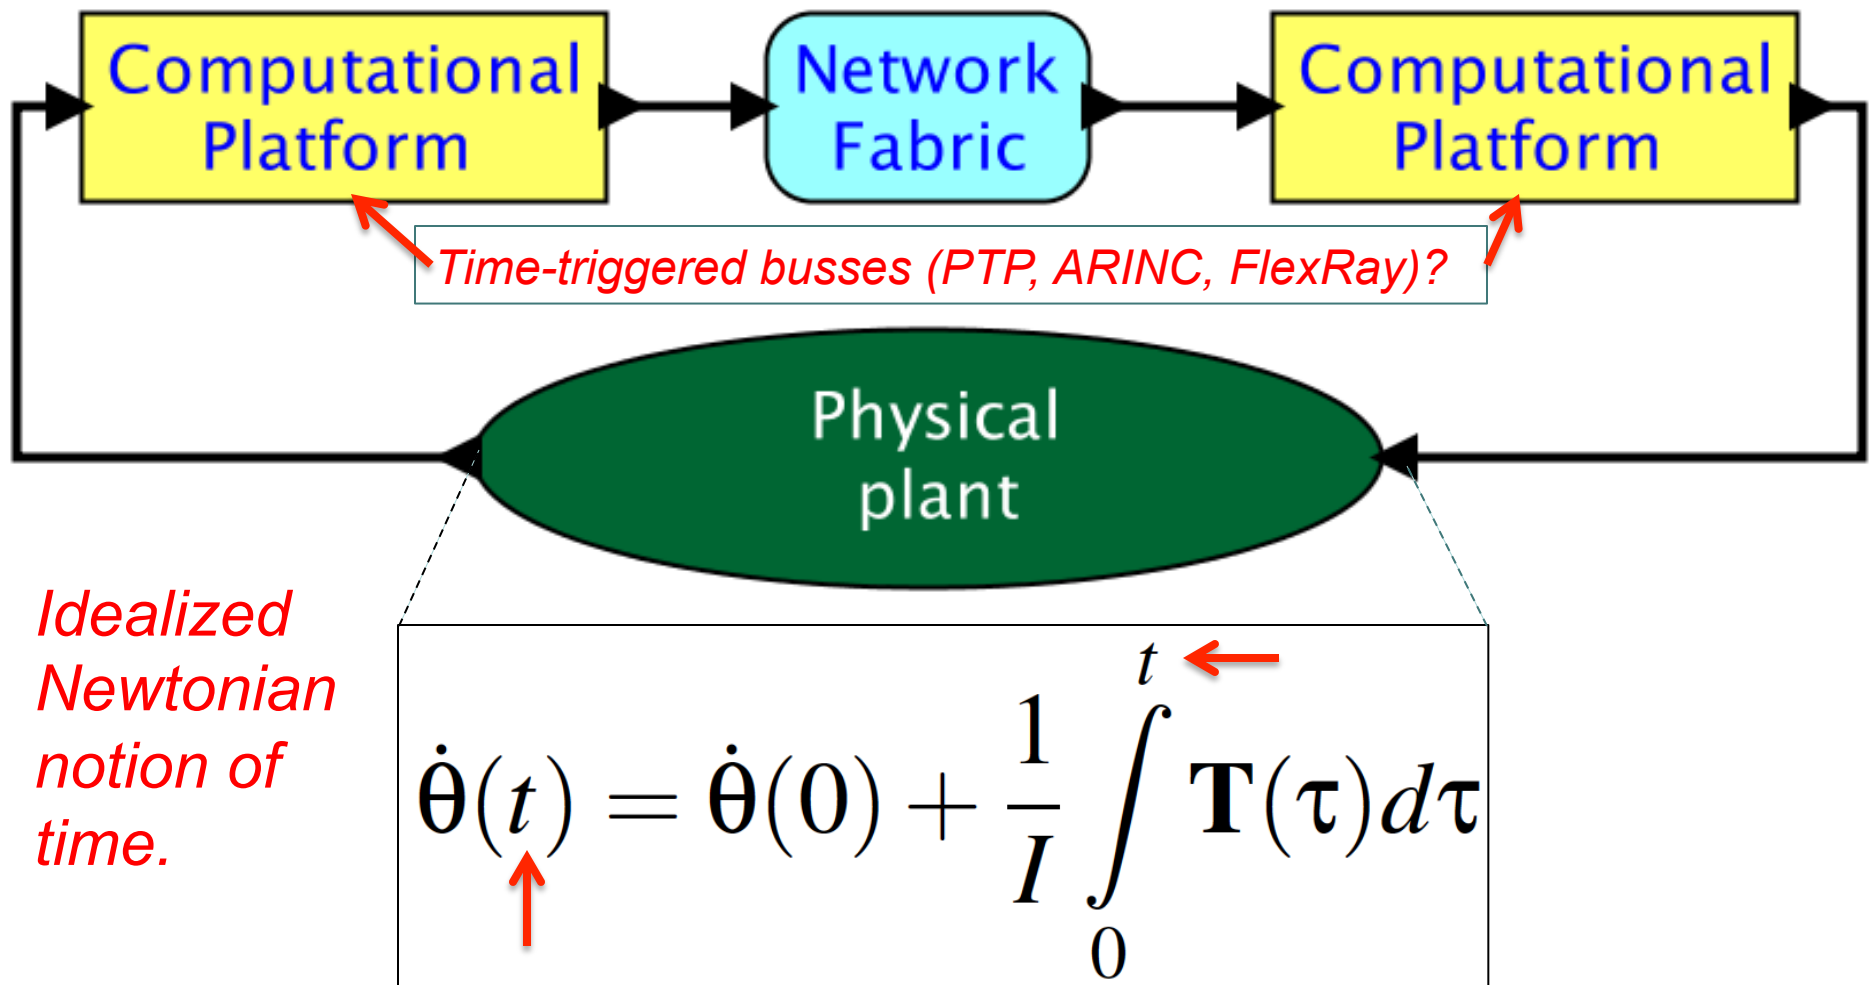 Computational
Platform
Network
Fabric
Computational
Platform
Time-triggered busses (PTP, ARINC, FlexRay)?
Physical
plant
Idealized
Newtonian
notion of
time.
θ̇(t) = θ̇(0) + 1/I ∫₀ᵗ T(τ)dτ